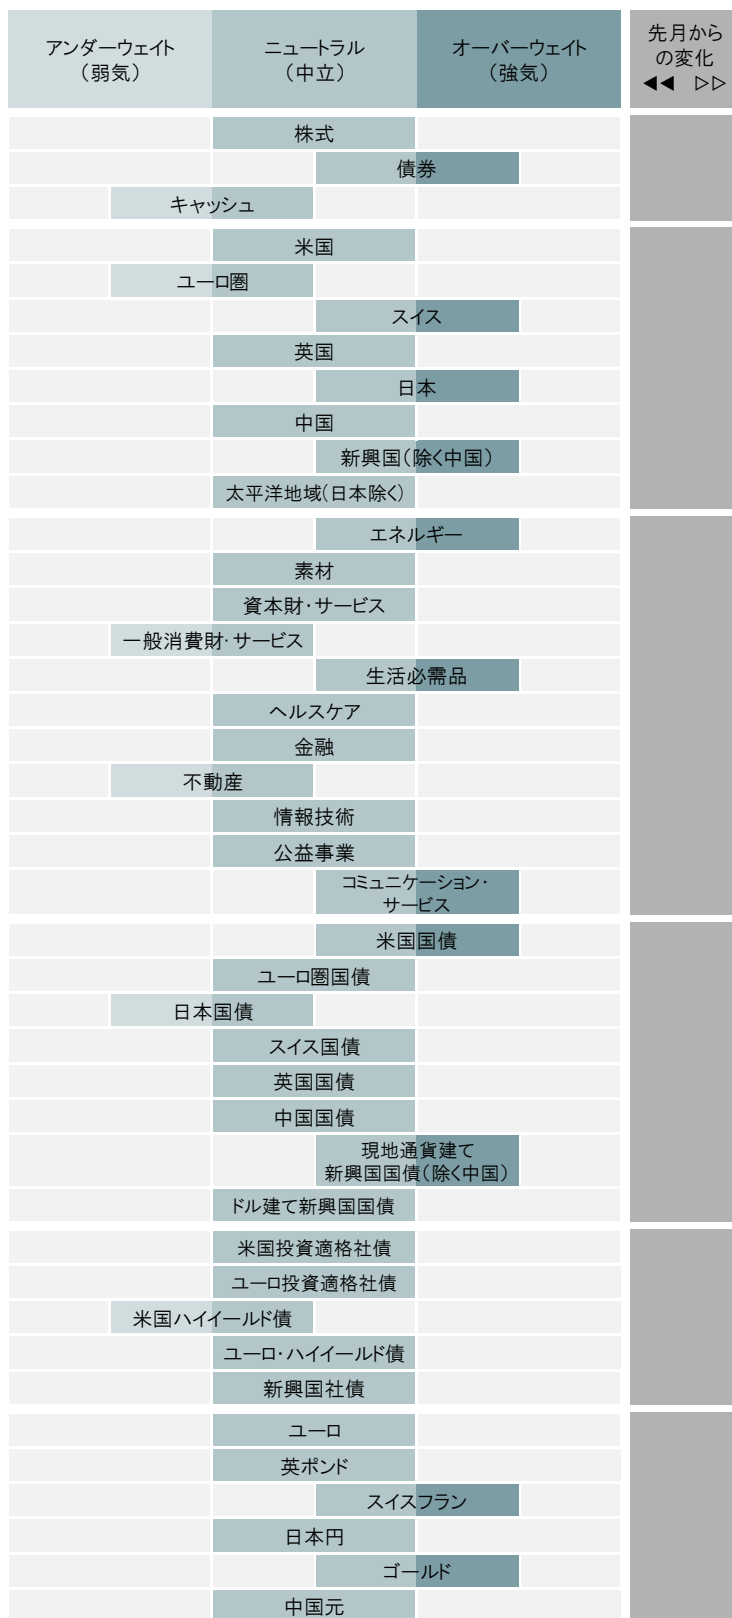 アンダーウェイト
（弱気）
ニュートラル
（中立）
オーバーウェイト
（強気）
先月から
の変化
◀◀ ▷▷
株式
債券
キャッシュ
米国
ユーロ圏
スイス
英国
日本
中国
新興国（除く中国）
太平洋地域（日本除く）
エネルギー
素材
資本財・サービス
一般消費財・サービス
生活必需品
ヘルスケア
金融
不動産
情報技術
公益事業
コミュニケーション・
サービス
米国国債
ユーロ圏国債
日本国債
スイス国債
英国国債
中国国債
現地通貨建て
新興国国債（除く中国）
ドル建て新興国国債
米国投資適格社債
ユーロ投資適格社債
米国ハイイールド債
ユーロ・ハイイールド債
新興国社債
ユーロ
英ポンド
スイスフラン
日本円
ゴールド
中国元